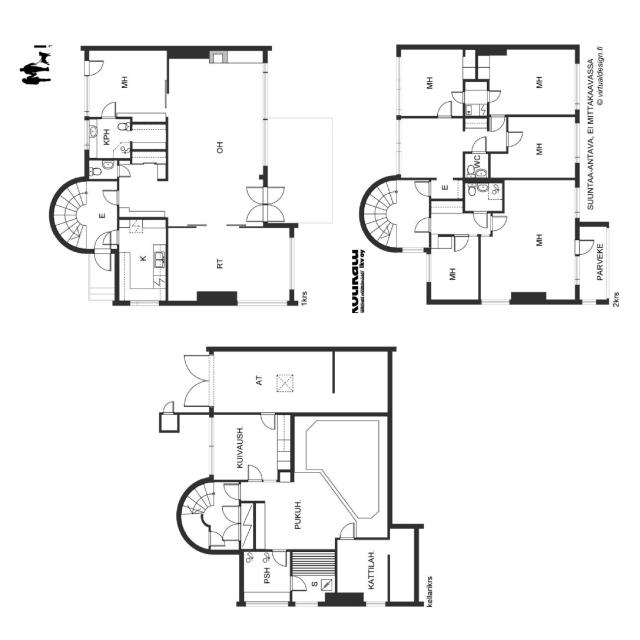 MH
KPH
OH
E
K
RT
1krs
MH
MH
MH
WC
E
MH
MH
PARVEKE
2krs
SUUNTAA-ANTAVA, EI MITTAKAAVASSA
© virtualdesign.fi
AT
KUIVAUSH.
PUKUH.
PSH
S
KATTILAH.
kellarikrs